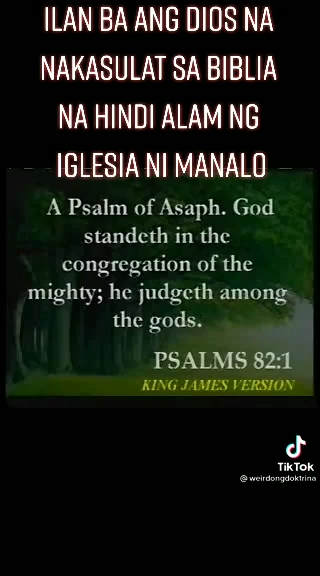 ILAN BA ANG DIOS NA
NAKASULAT SA BIBLIA
NA HINDI ALAM NG
IGLESIA NI MANALO
A Psalm of Asaph. God
standeth in the
congregation of the
mighty; he judgeth among
the gods.
PSALMS 82:1
KING JAMES VERSION
TikTok
@weirdongdoktrina